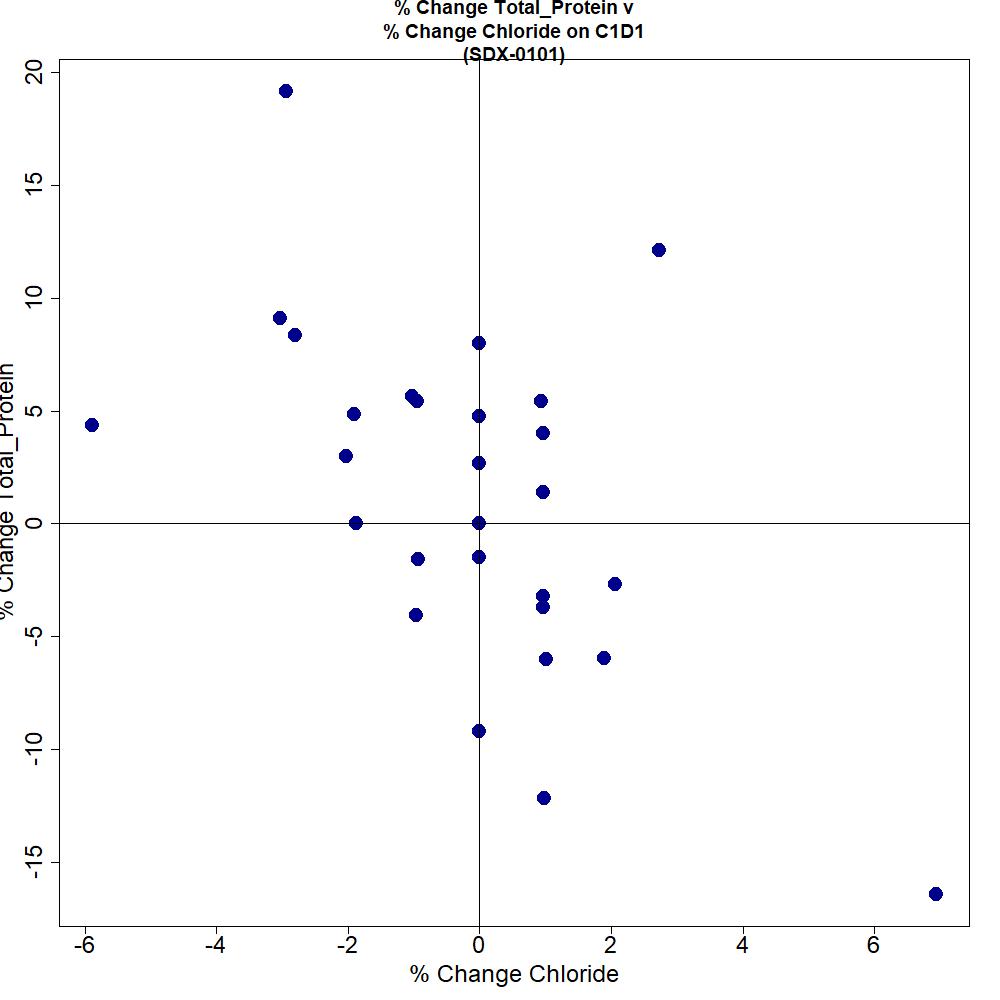 % Change Total_Protein v
% Change Chloride on C1D1
(SDX-0101)
% Change Total_Protein
20
15
10
5
0
-5
-10
-15
-6 -4 -2 0 2 4 6
% Change Chloride